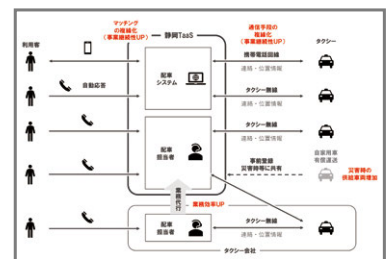 マッチング
の複線化
(事業継続性UP)
静岡TaaS
通信手段の
複線化
(事業継続性UP)
利用客
タクシー
携帯電話回線
連絡・位置情報
配車
システム
自動応答
タクシー無線
連絡・位置情報
タクシー無線
連絡・位置情報
配車
担当者
事前登録
災害時等に共有
自家用車
有償運送
災害時の
供給車両増加
業務代行
業務効率UP
配車
担当者
タクシー無線
連絡・位置情報
タクシー会社